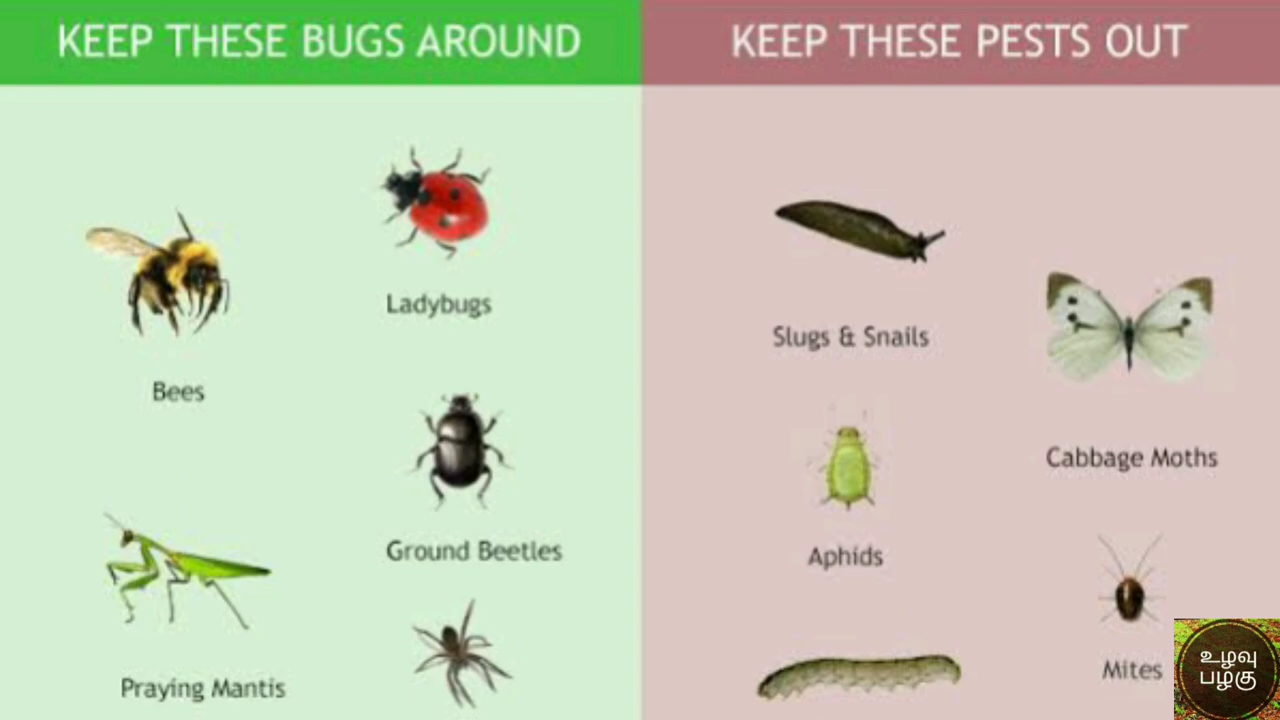 KEEP THESE BUGS AROUND
KEEP THESE PESTS OUT
Ladybugs
Bees
Ground Beetles
Praying Mantis
Slugs & Snails
Cabbage Moths
Aphids
Mites
உழவு
பழகு